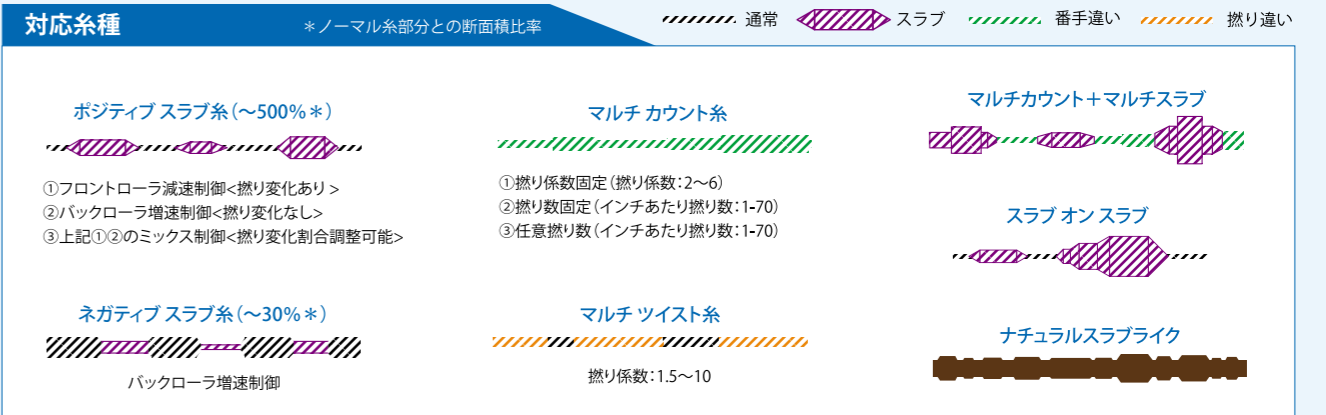 対応糸種
＊ノーマル糸部分との断面積比率
通常
スラブ
番手違い
撚り違い
ポジティブ スラブ糸（～500%＊）
①フロントローラ減速制御<撚り変化あり >
②バックローラ増速制御<撚り変化なし>
③上記①②のミックス制御<撚り変化割合調整可能>
ネガティブ スラブ糸（～30%＊）
バックローラ増速制御
マルチ カウント糸
①撚り係数固定（撚り係数：2～6）
②撚り数固定（インチあたり撚り数：1-70）
③任意撚り数（インチあたり撚り数：1-70）
マルチ ツイスト糸
撚り係数：1.5～10
マルチカウント＋マルチスラブ
スラブ オン スラブ
ナチュラルスラブライク